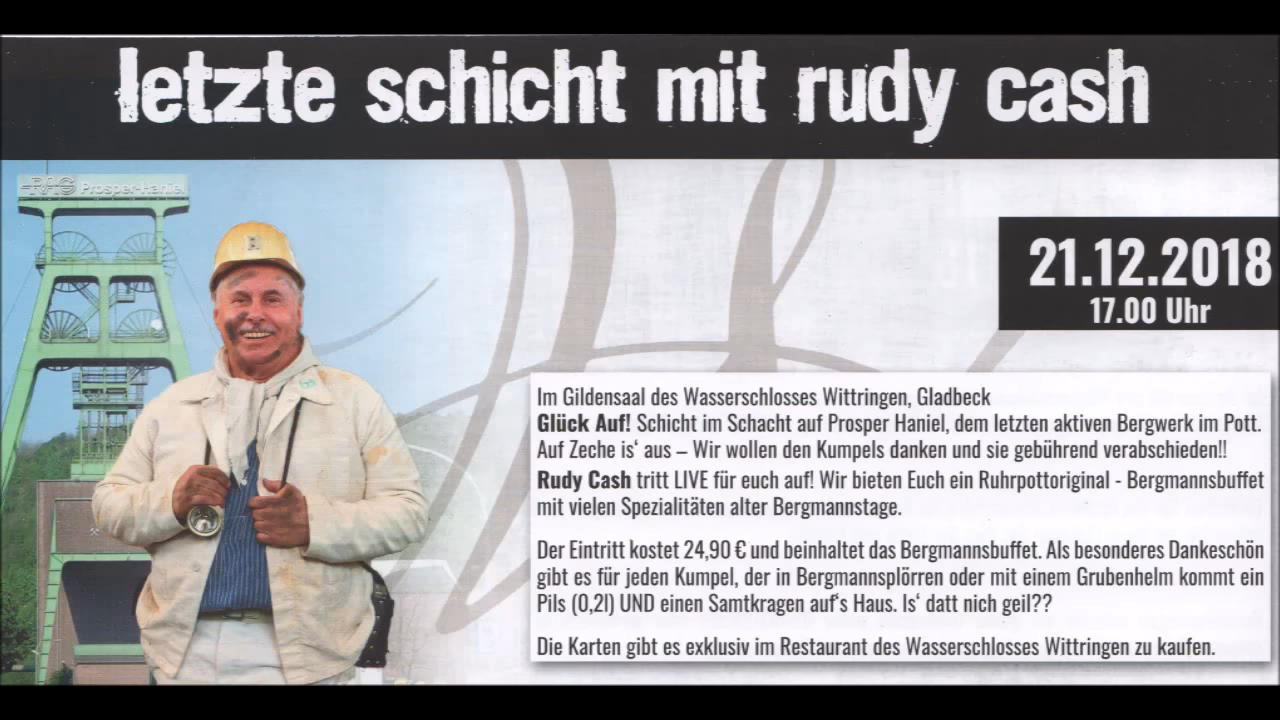 letzte schicht mit rudy cash
RAG Prosper-Haniel
21.12.2018
17.00 Uhr
Im Gildensaal des Wasserschlosses Wittringen, Gladbeck
Glück Auf! Schicht im Schacht auf Prosper Haniel, dem letzten aktiven Bergwerk im Pott.
Auf Zeche is‘ aus – Wir wollen den Kumpels danken und sie gebührend verabschieden!!
Rudy Cash tritt LIVE für euch auf! Wir bieten Euch ein Ruhrpottoriginal - Bergmannsbuffet
mit vielen Spezialitäten alter Bergmannstage.
Der Eintritt kostet 24,90 € und beinhaltet das Bergmannsbuffet. Als besonderes Dankeschön
gibt es für jeden Kumpel, der in Bergmannsplörren oder mit einem Grubenhelm kommt ein
Pils (0,2l) UND einen Samtkragen auf‘s Haus. Is‘ datt nich geil??
Die Karten gibt es exklusiv im Restaurant des Wasserschlosses Wittringen zu kaufen.